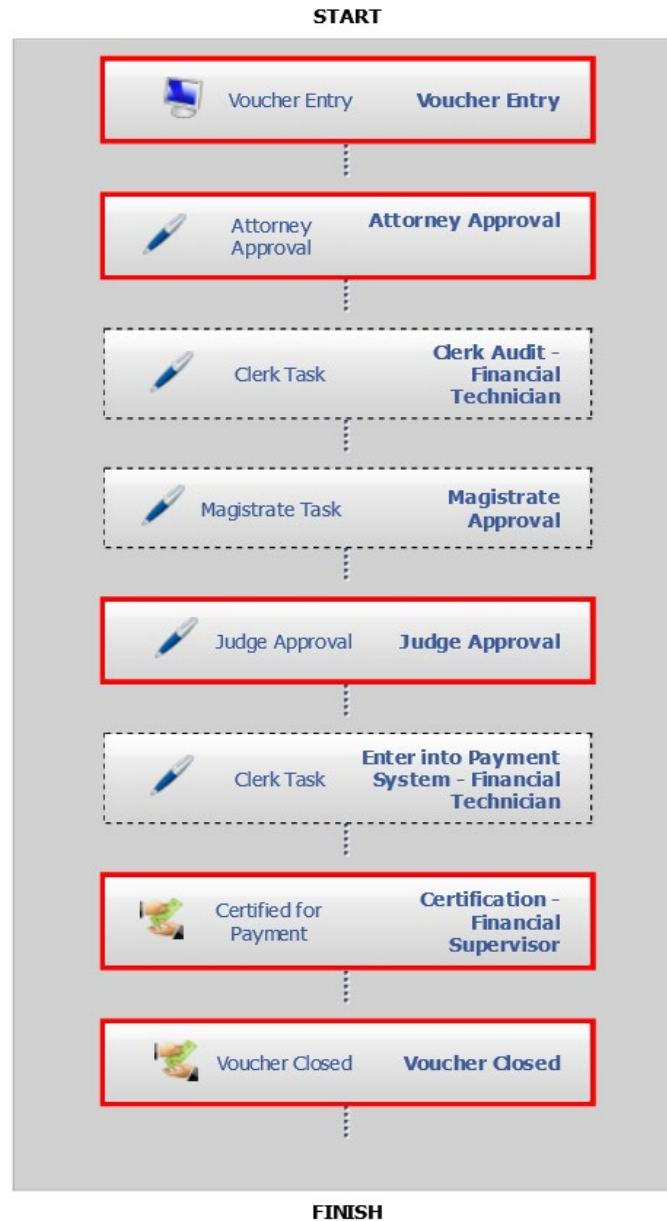 START
Voucher Entry
Voucher Entry
Attorney
Approval
Attorney Approval
Clerk Task
Clerk Audit -
Financial
Technician
Magistrate Task
Magistrate
Approval
Judge Approval
Judge Approval
Clerk Task
Enter into Payment
System - Financial
Technician
Certified for
Payment
Certification -
Financial
Supervisor
Voucher Closed
Voucher Closed
FINISH